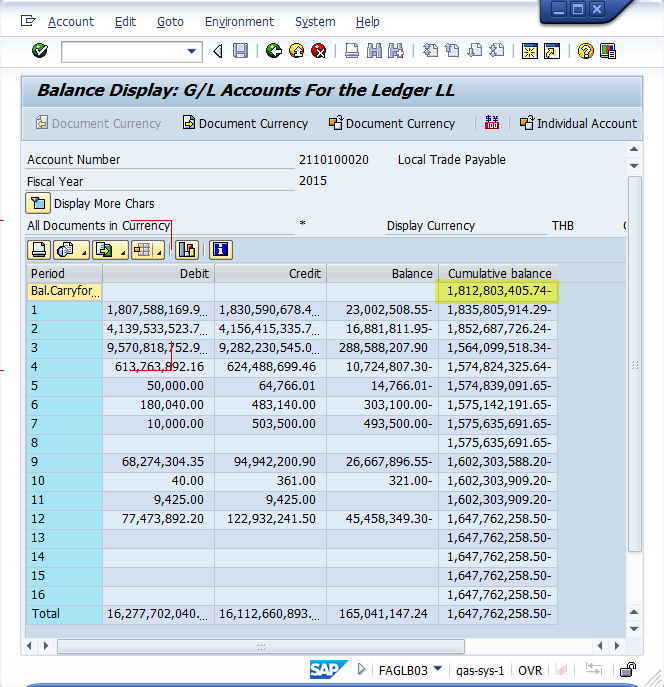 Account Edit Goto Environment System Help
Balance Display: G/L Accounts For the Ledger LL
Document Currency Document Currency Document Currency Individual Account
Account Number 2110100020 Local Trade Payable
Fiscal Year 2015
Display More Chars
All Documents in Currency * Display Currency THB
Period Debit Credit Balance Cumulative balance
Bal.Carryfor... 1,812,803,405.74-
1 1,807,588,169.9... 1,830,590,678.4... 23,002,508.55- 1,835,805,914.29-
2 4,139,533,523.7... 4,156,415,335.7... 16,881,811.95- 1,852,687,726.24-
3 9,570,818,752.9... 9,282,230,545.0... 288,588,207.90 1,564,099,518.34-
4 613,763,892.16 624,488,699.46 10,724,807.30- 1,574,824,325.64-
5 50,000.00 64,766.01 14,766.01- 1,574,839,091.65-
6 180,040.00 483,140.00 303,100.00- 1,575,142,191.65-
7 10,000.00 503,500.00 493,500.00- 1,575,635,691.65-
8 1,575,635,691.65-
9 68,274,304.35 94,942,200.90 26,667,896.55- 1,602,303,588.20-
10 40.00 361.00 321.00- 1,602,303,909.20-
11 9,425.00 9,425.00 1,602,303,909.20-
12 77,473,892.20 122,932,241.50 45,458,349.30- 1,647,762,258.50-
13 1,647,762,258.50-
14 1,647,762,258.50-
15 1,647,762,258.50-
16 1,647,762,258.50-
Total 16,277,702,040.... 16,112,660,893.... 165,041,147.24 1,647,762,258.50-
SAP FAGLB03 qas-sys-1 OVR